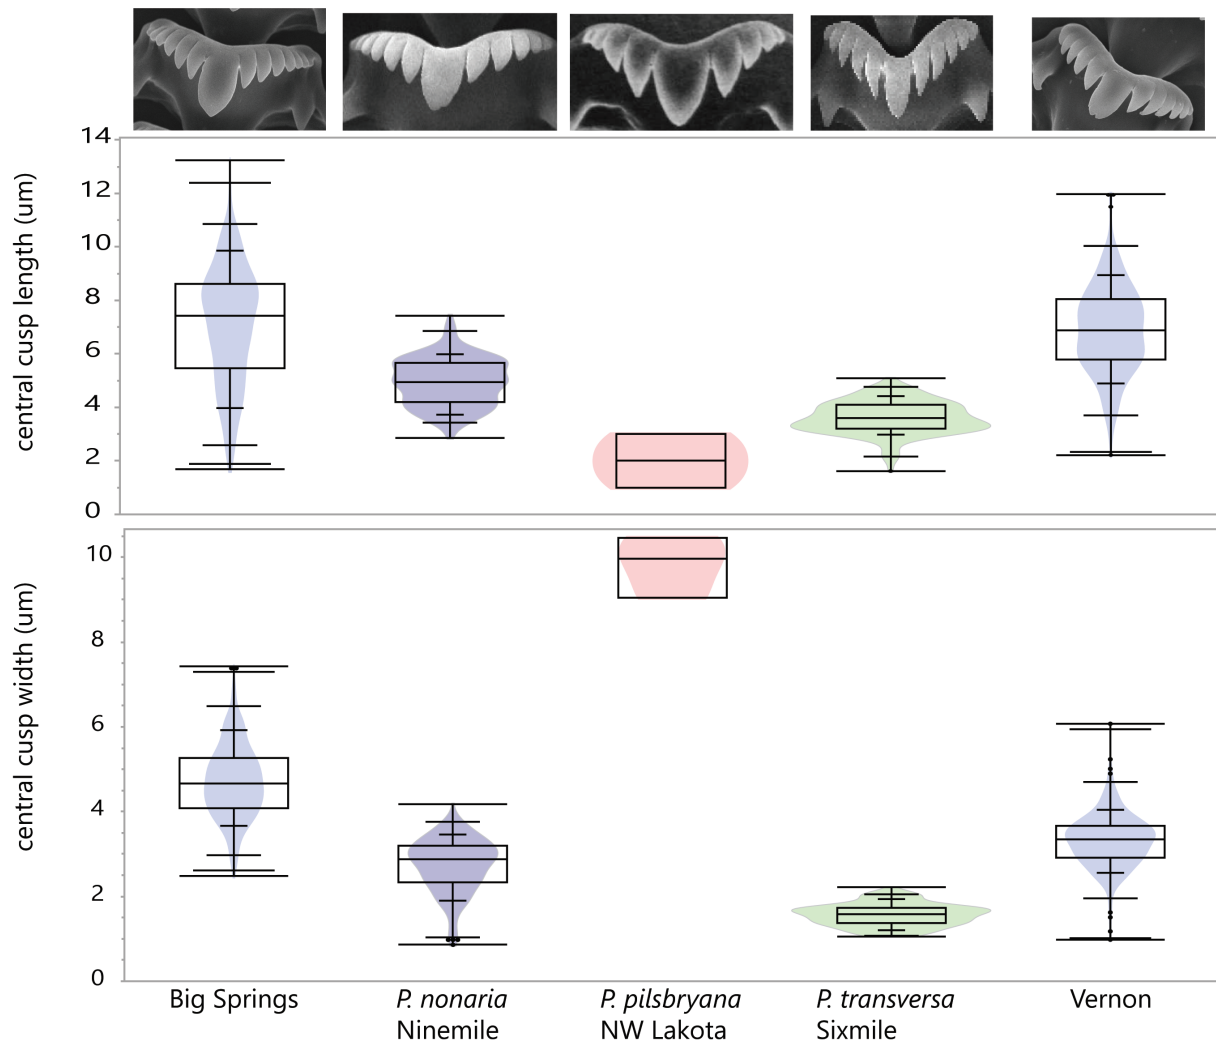 central cusp length (um)
14
12
10
8
6
4
2
0
central cusp width (um)
10
8
6
4
2
0
Big Springs
P. nonaria
Ninemile
P. pilsbryana
NW Lakota
P. transversa
Sixmile
Vernon